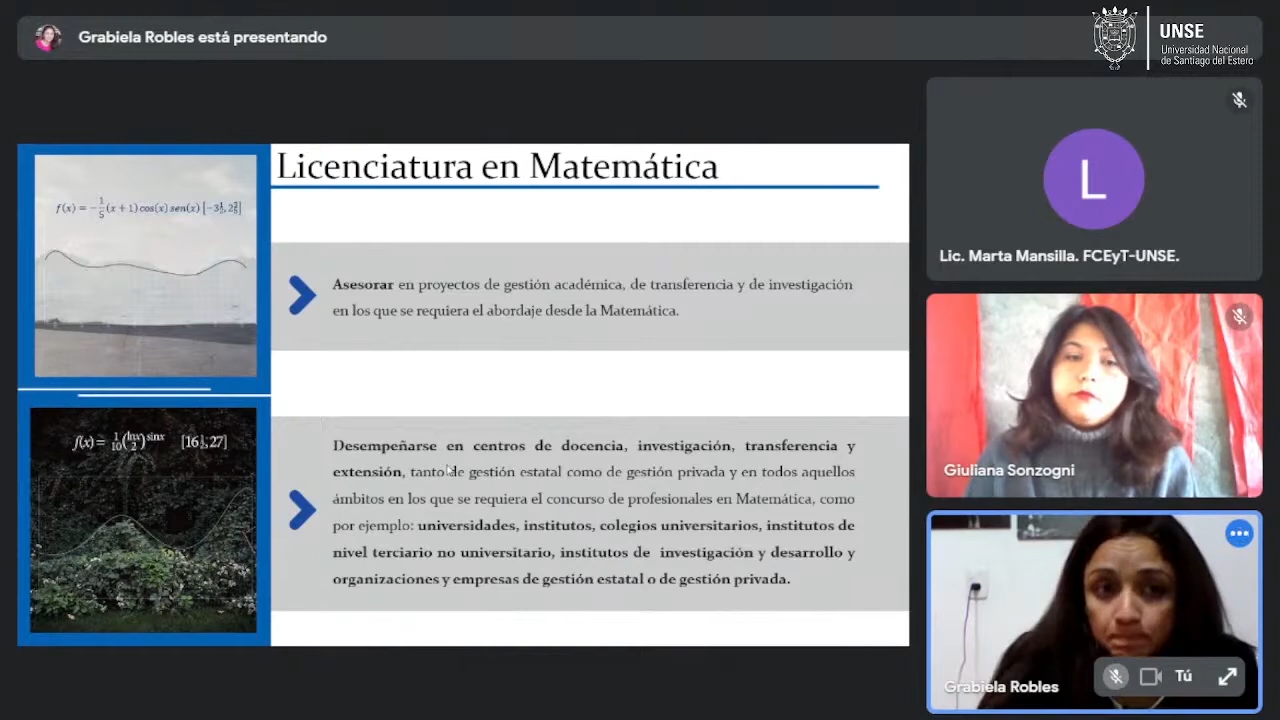 Grabiela Robles está presentando
UNSE
Universidad Nacional
de Santiago del Estero
Licenciatura en Matemática
Asesorar en proyectos de gestión académica, de transferencia y de investigación
en los que se requiera el abordaje desde la Matemática.
Desempeñarse en centros de docencia, investigación, transferencia y
extensión, tanto de gestión estatal como de gestión privada y en todos aquellos
ámbitos en los que se requiera el concurso de profesionales en Matemática, como
por ejemplo: universidades, institutos, colegios universitarios, institutos de
nivel terciario no universitario, institutos de investigación y desarrollo y
organizaciones y empresas de gestión estatal o de gestión privada.
L
Lic. Marta Mansilla. FCEyT-UNSE.
Giuliana Sonzogni
Grabiela Robles
Tú